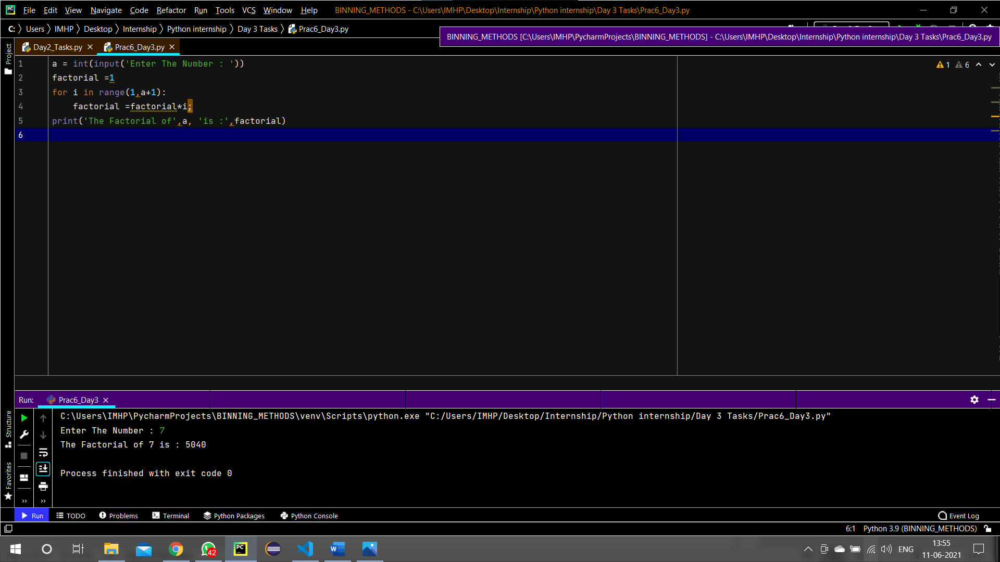 File Edit View Navigate Code Refactor Run Tools VCS Window Help BINNING_METHODS - C:\Users\IMHP\Desktop\Internship\Python internship\Day 3 Tasks\Prac6_Day3.py
C: Users IMHP Desktop Internship Python internship Day 3 Tasks Prac6_Day3.py
BINNING_METHODS [C:\Users\IMHP\PycharmProjects\BINNING_METHODS] - C:\Users\IMHP\Desktop\Internship\Python internship\Day 3 Tasks\Prac6_Day3.py
Project
Day2_Tasks.py Prac6_Day3.py
1 a = int(input('Enter The Number : '))
1 6
2 factorial =1
3 for i in range(1,a+1):
4 factorial =factorial*i;
5 print('The Factorial of',a, 'is :',factorial)
6
Run: Prac6_Day3
Structure
Favorites
C:\Users\IMHP\PycharmProjects\BINNING_METHODS\venv\Scripts\python.exe "C:/Users/IMHP/Desktop/Internship/Python internship/Day 3 Tasks/Prac6_Day3.py"
Enter The Number : 7
The Factorial of 7 is : 5040
Process finished with exit code 0
Run TODO Problems Terminal Python Packages Python Console Event Log
6:1 Python 3.9 (BINNING_METHODS)
PC 42 W ENG 13:55
11-06-2021